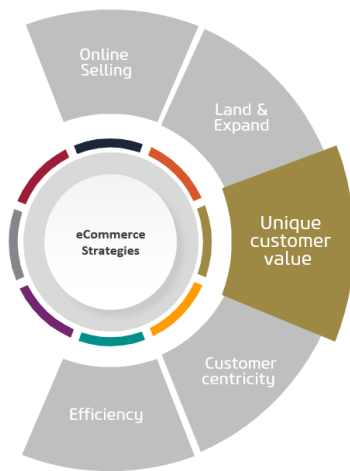 Online
Selling
Land &
Expand
Unique
customer
value
eCommerce
Strategies
Customer
centricity
Efficiency